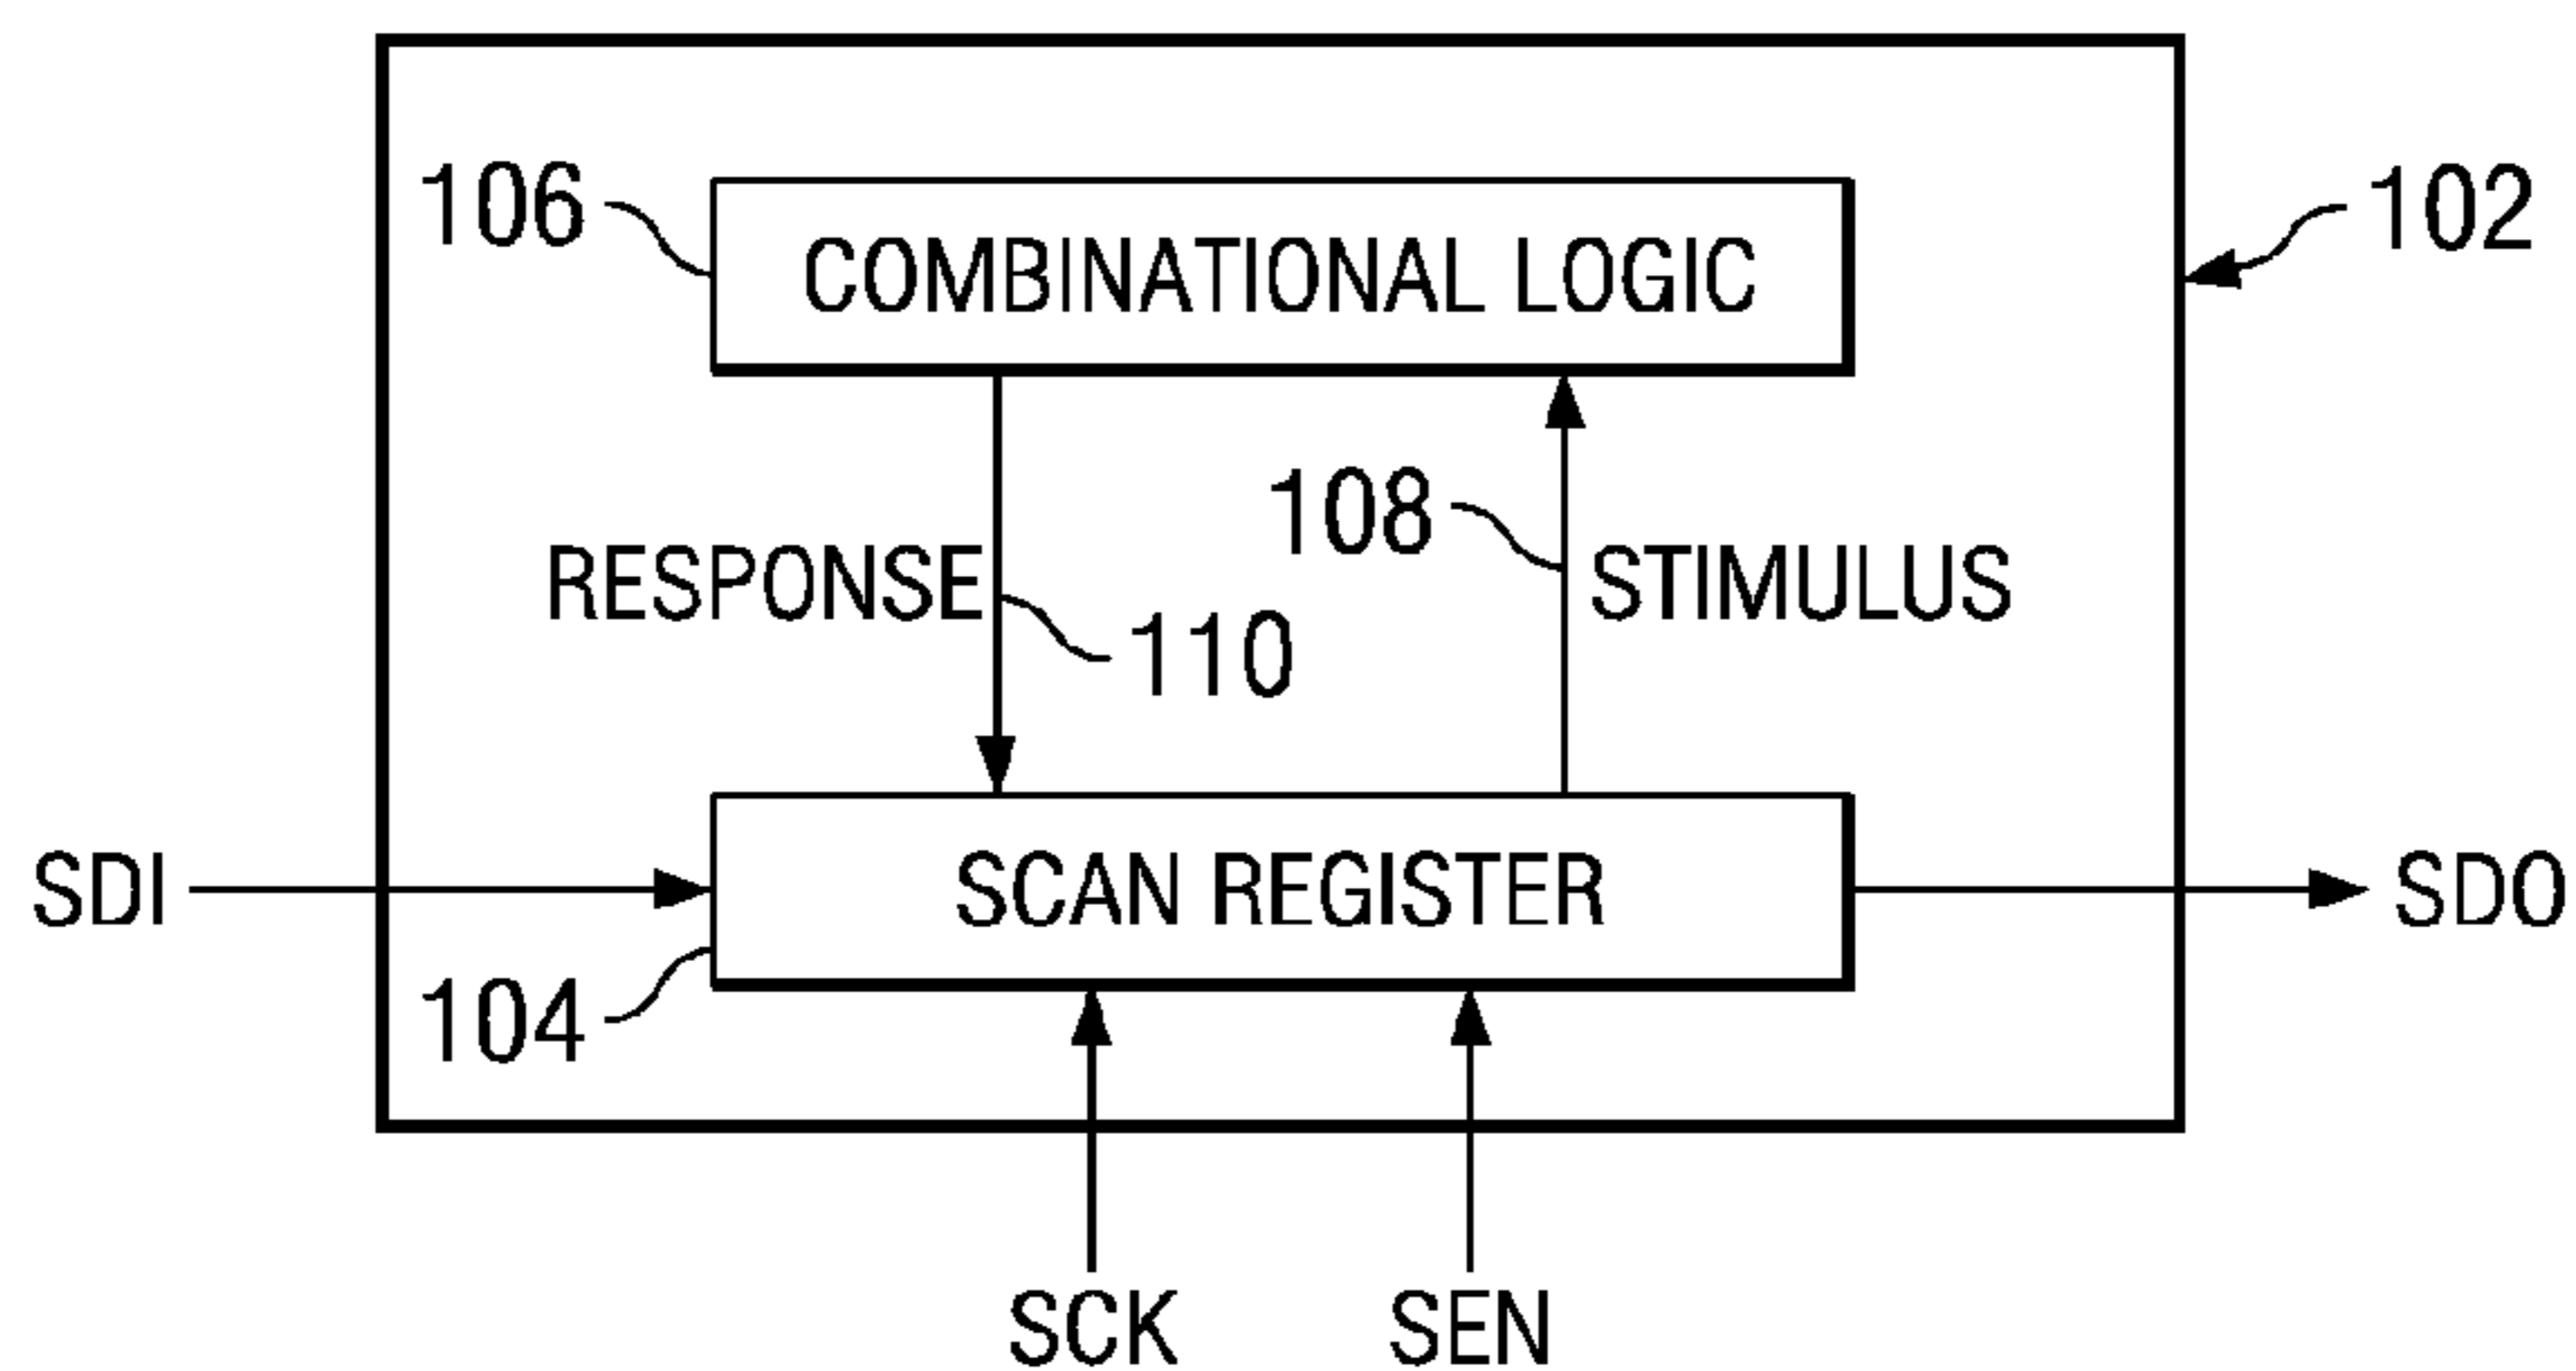 106
COMBINATIONAL LOGIC
102
108
RESPONSE
STIMULUS
110
SDI
SCAN REGISTER
SDO
104
SCK
SEN